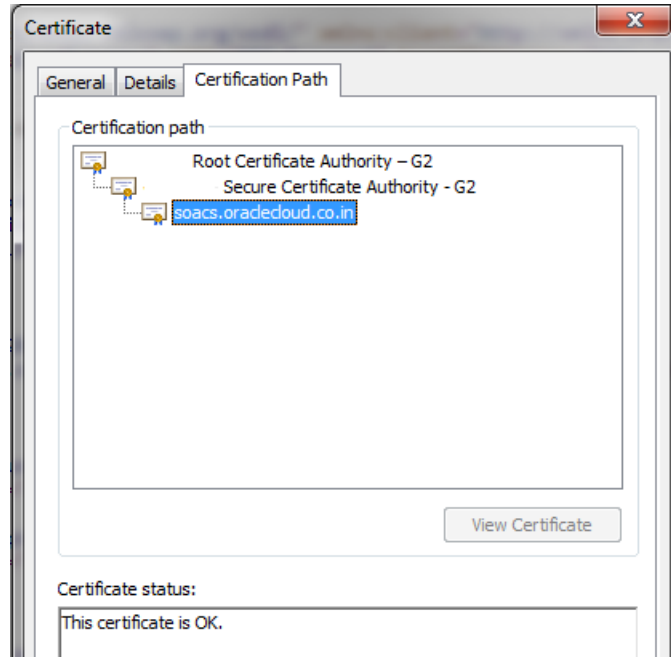 Certificate
General Details Certification Path
Certification path
Root Certificate Authority – G2
Secure Certificate Authority - G2
soacs.oraclecloud.co.in
View Certificate
Certificate status:
This certificate is OK.